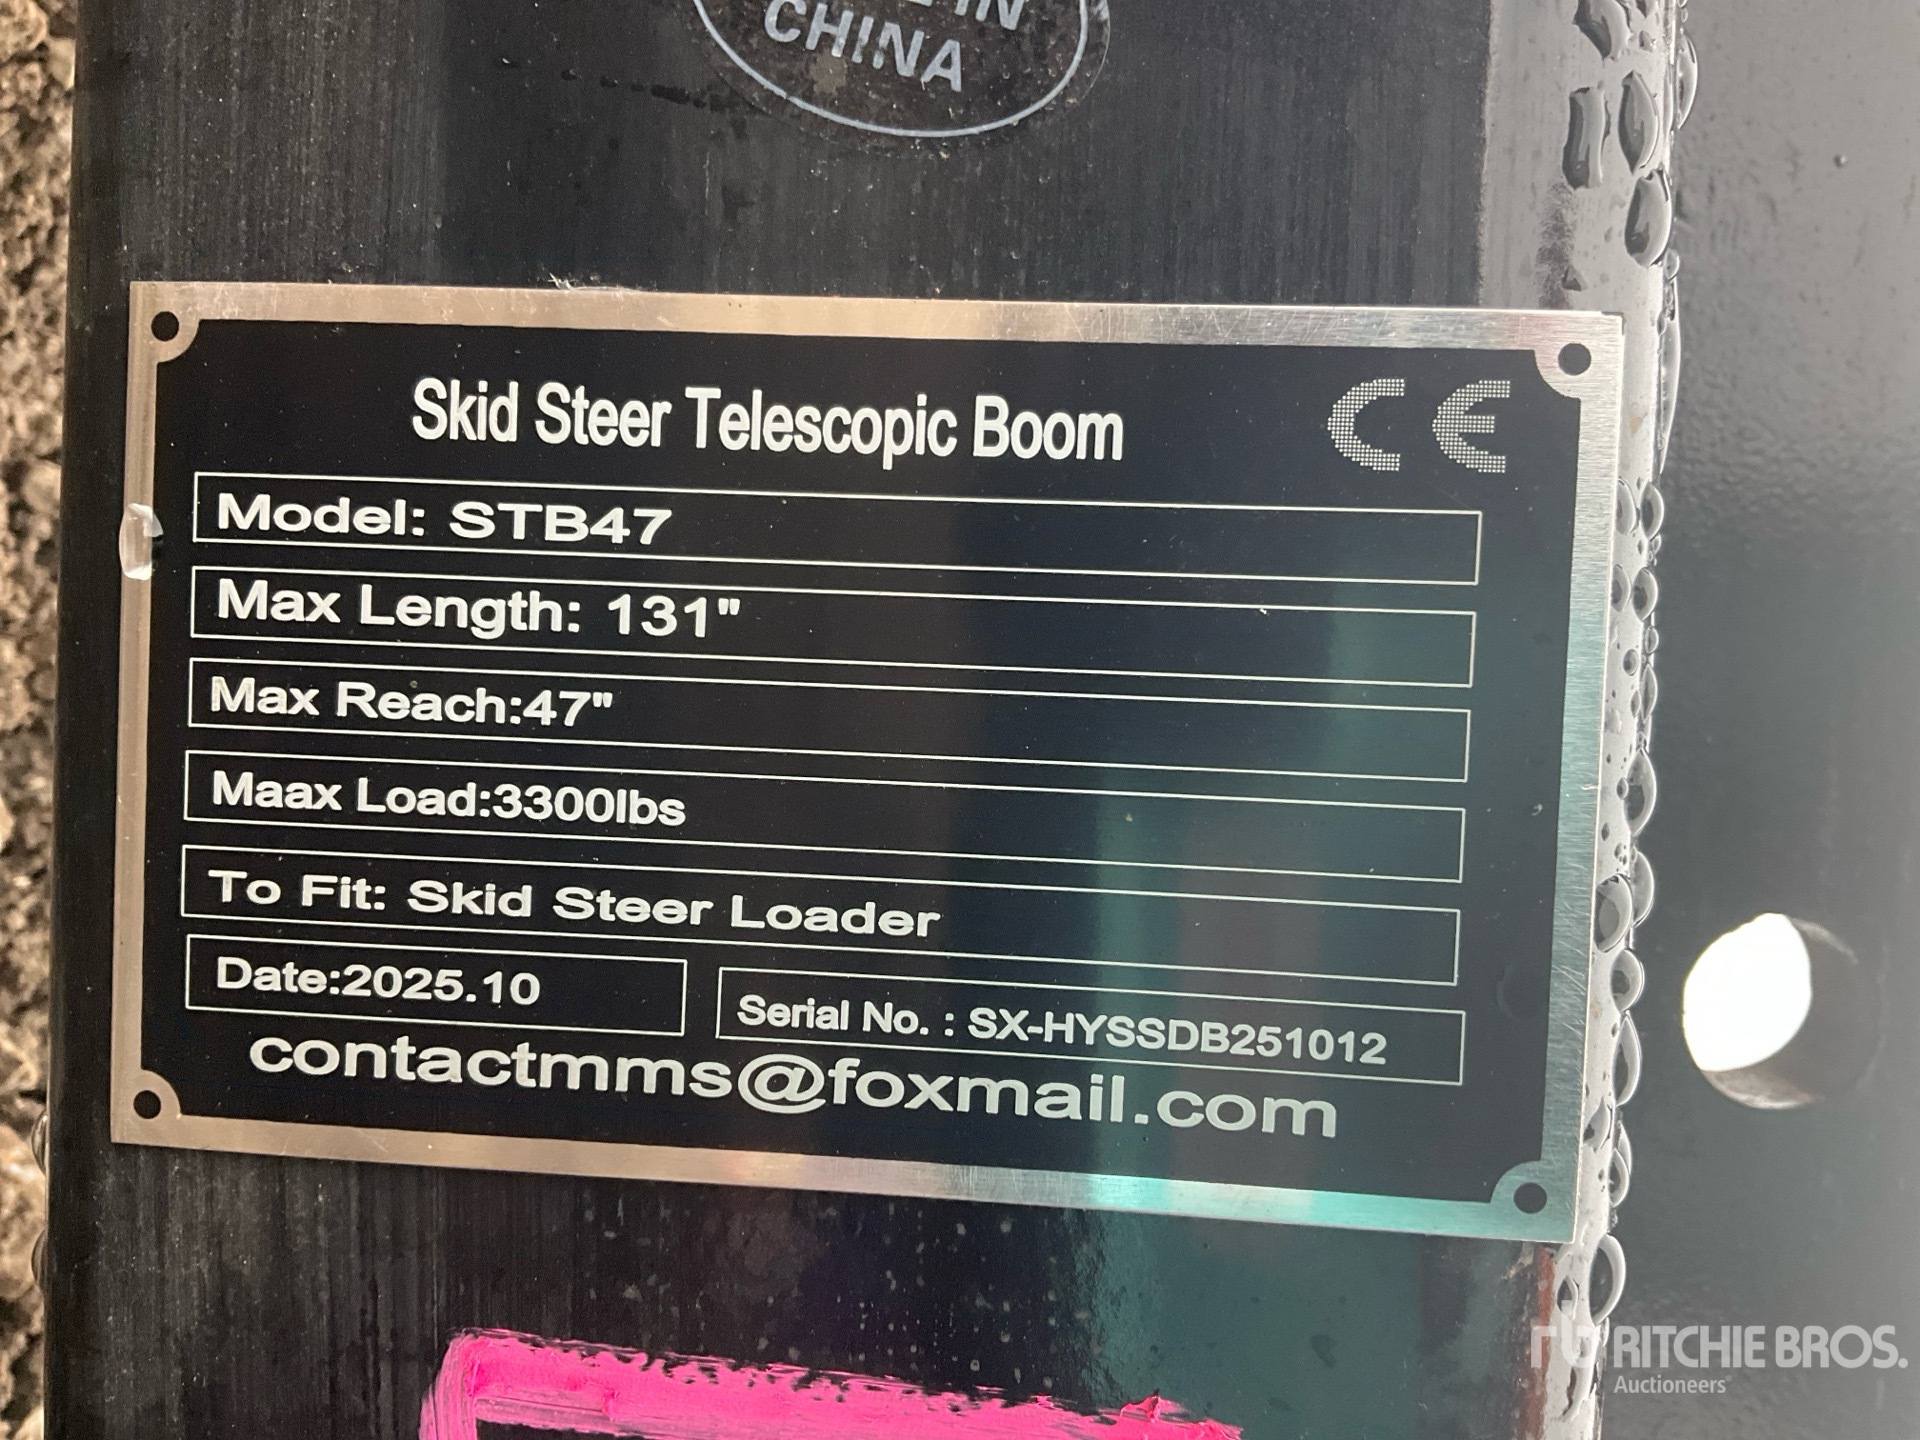 IN
CHINA
Skid Steer Telescopic Boom CE
Model: STB47
Max Length: 131"
Max Reach:47"
Maax Load:3300lbs
To Fit: Skid Steer Loader
Date:2025.10
Serial No. : SX-HYSSDB251012
contactmms@foxmail.com
RITCHIE BROS.
Auctioneers